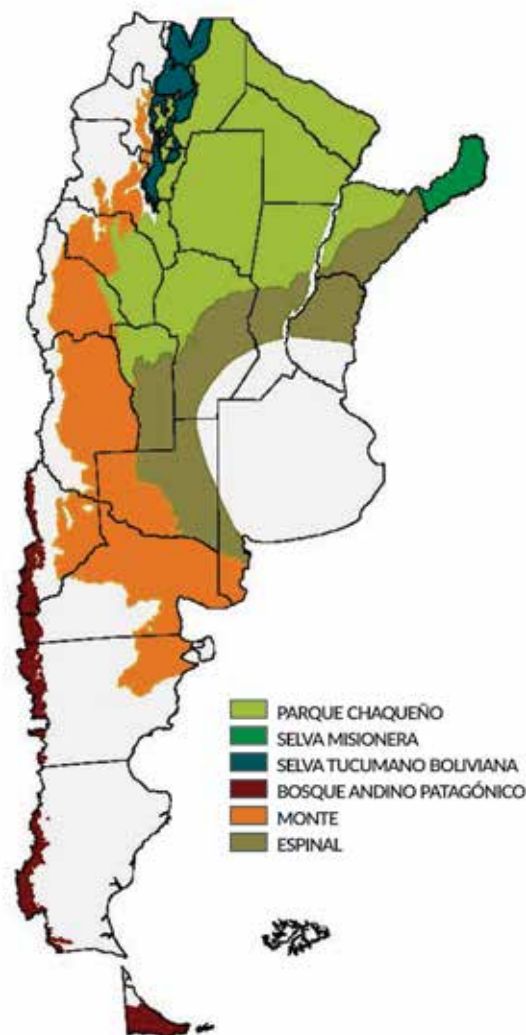 PARQUE CHAQUEÑO
SELVA MISIONERA
SELVA TUCUMANO BOLIVIANA
BOSQUE ANDINO PATAGÓNICO
MONTE
ESPINAL